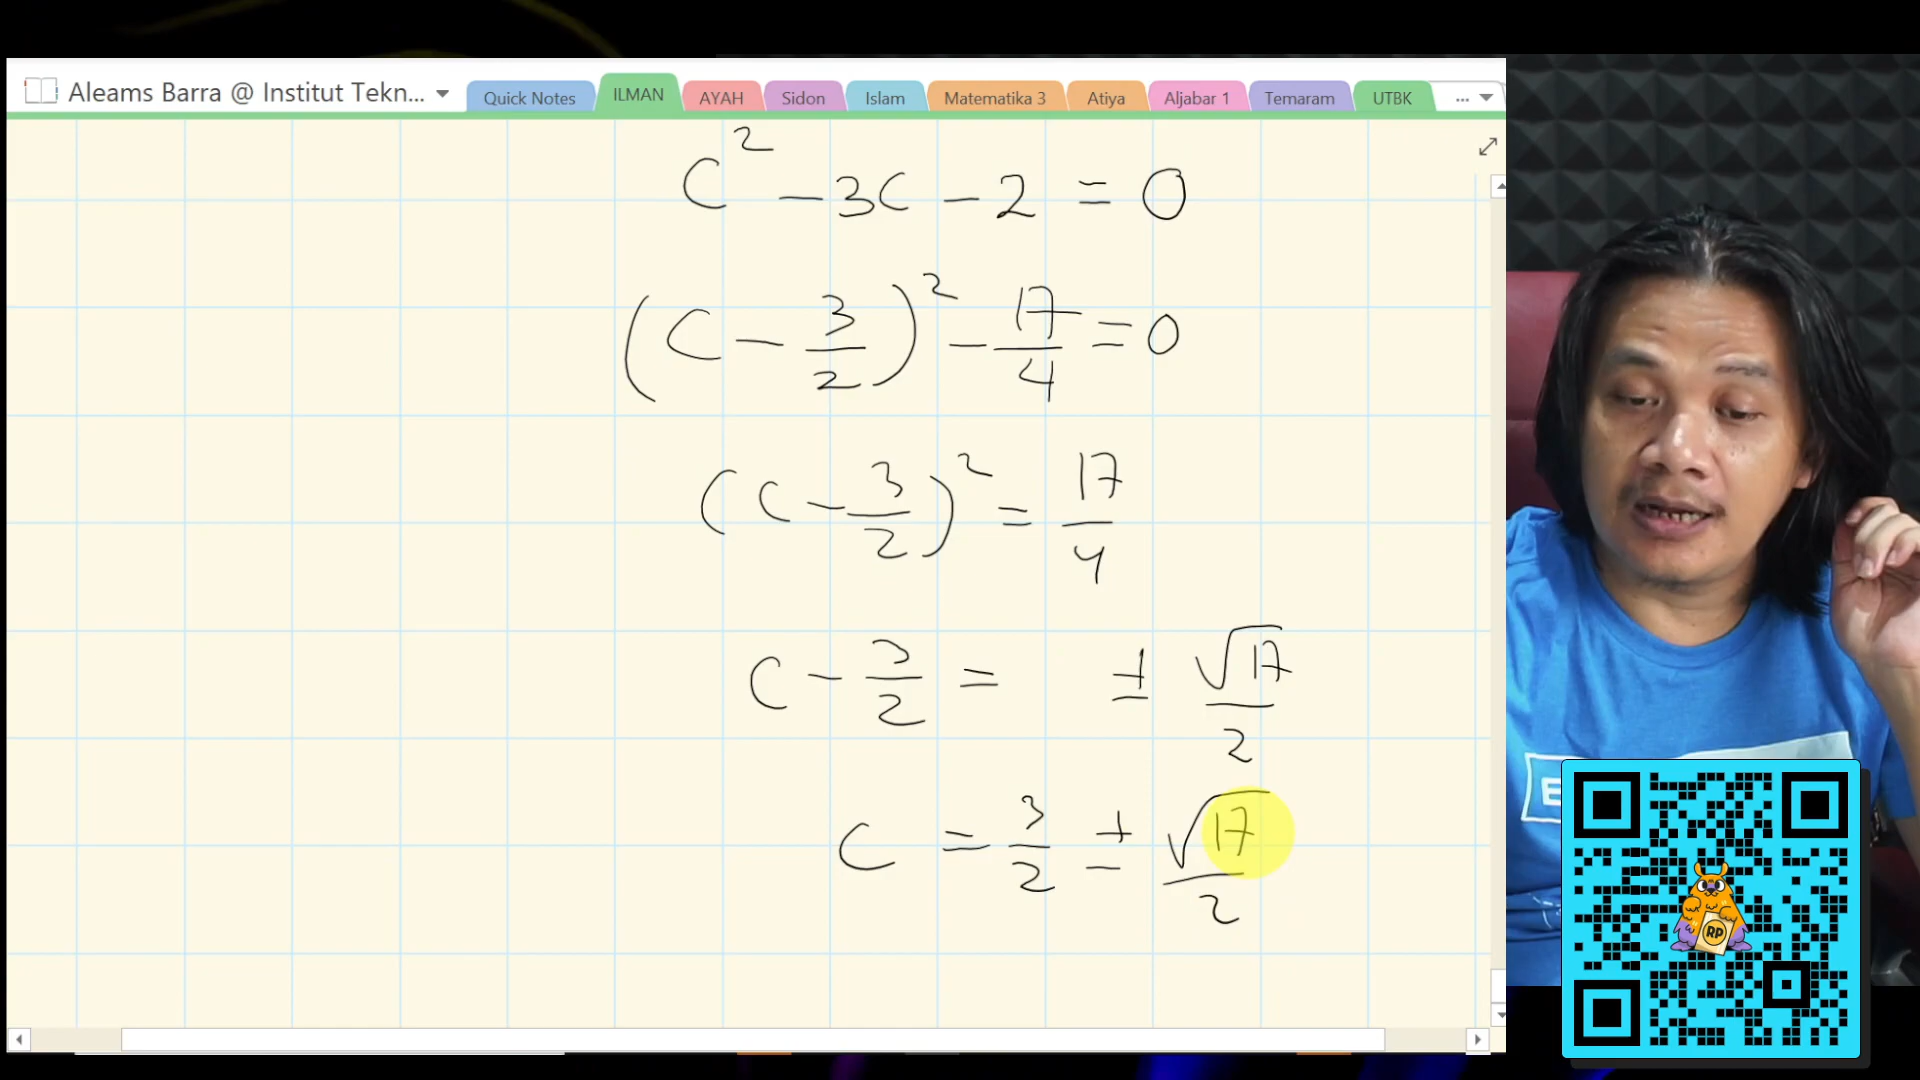 Aleams Barra @ Institut Tekn...
Quick Notes ILMAN AYAH Sidon Islam Matematika 3 Atiya Aljabar 1 Temaram UTBK ...
C² - 3C - 2 = 0
(C - 3/2)² - 17/4 = 0
(C - 3/2)² = 17/4
C - 3/2 = ± √17/2
C = 3/2 ± √17/2
E
RP